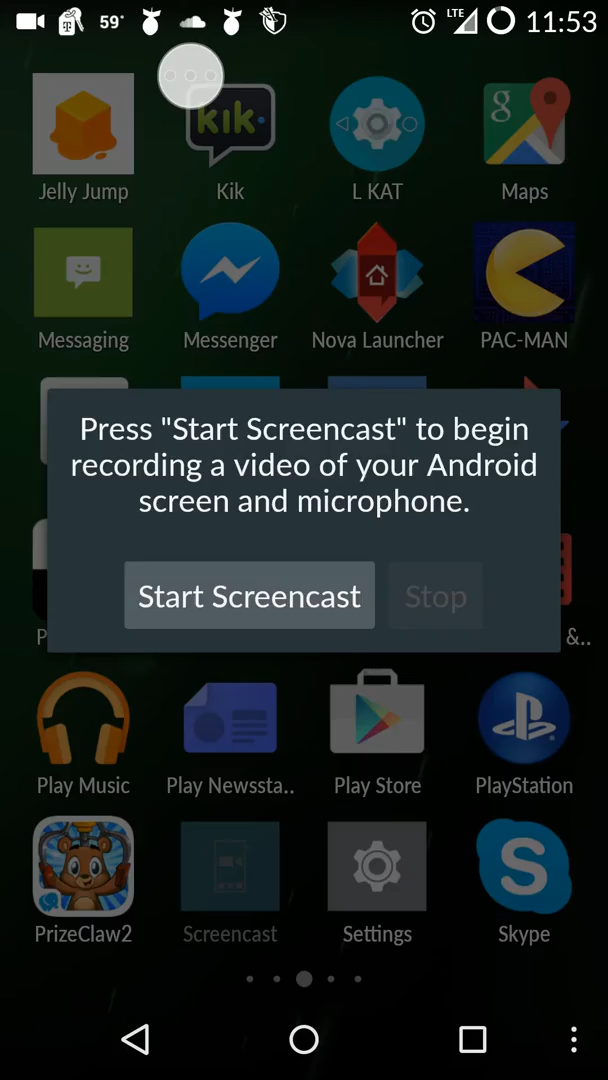 59° LTE 11:53
kik·
g
Jelly Jump Kik L KAT Maps
Messaging Messenger Nova Launcher PAC-MAN
Press "Start Screencast" to begin
recording a video of your Android
screen and microphone.
Start Screencast Stop
P &..
Play Music Play Newssta.. Play Store PlayStation
S
PrizeClaw2 Screencast Settings Skype